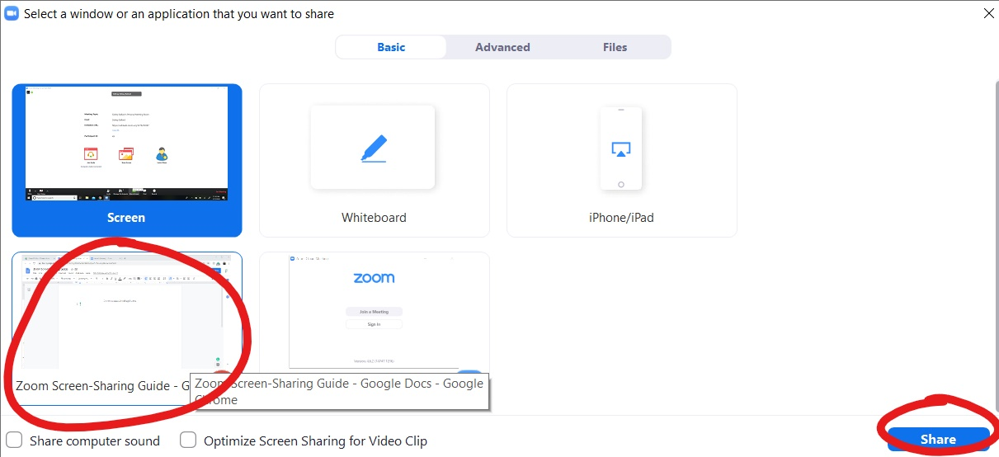 Select a window or an application that you want to share
Basic
Advanced
Files
Screen
Whiteboard
iPhone/iPad
zoom
Join a Meeting
Sign In
Zoom Screen-Sharing Guide - G
Zoom Screen-Sharing Guide - Google Docs - Google
Chrome
Share computer sound
Optimize Screen Sharing for Video Clip
Share